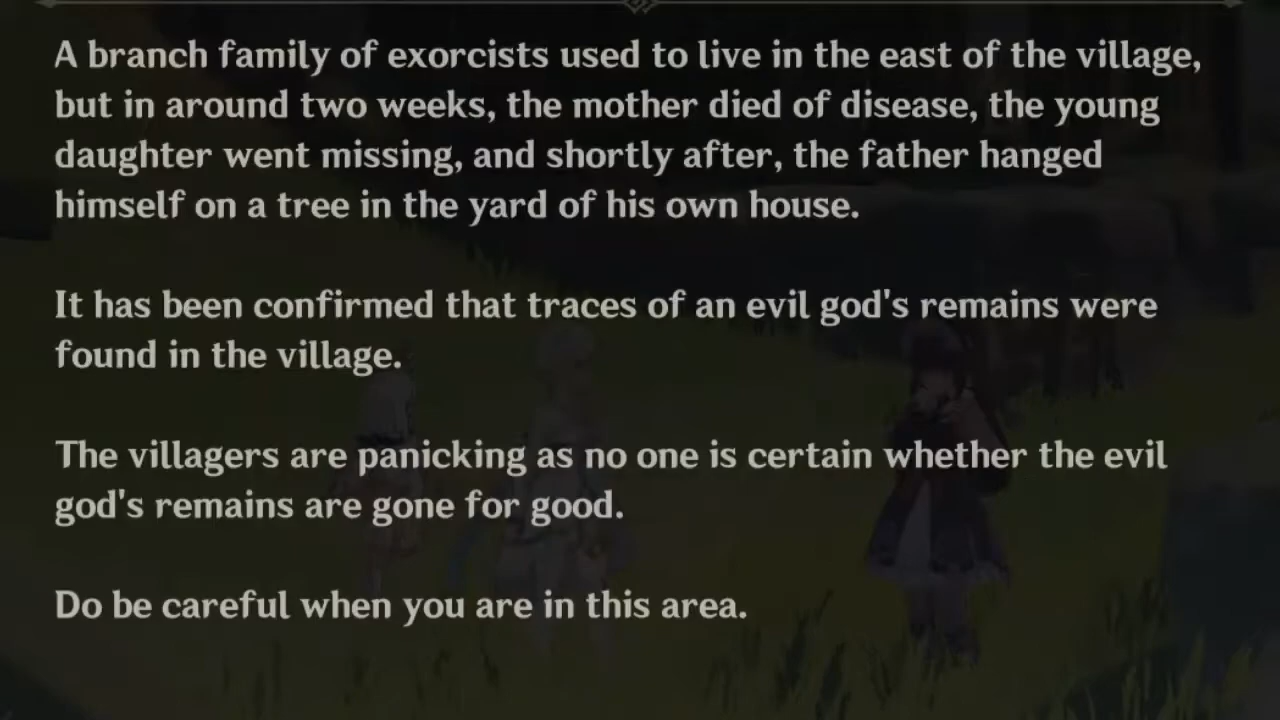 A branch family of exorcists used to live in the east of the village,
but in around two weeks, the mother died of disease, the young
daughter went missing, and shortly after, the father hanged
himself on a tree in the yard of his own house.
It has been confirmed that traces of an evil god's remains were
found in the village.
The villagers are panicking as no one is certain whether the evil
god's remains are gone for good.
Do be careful when you are in this area.